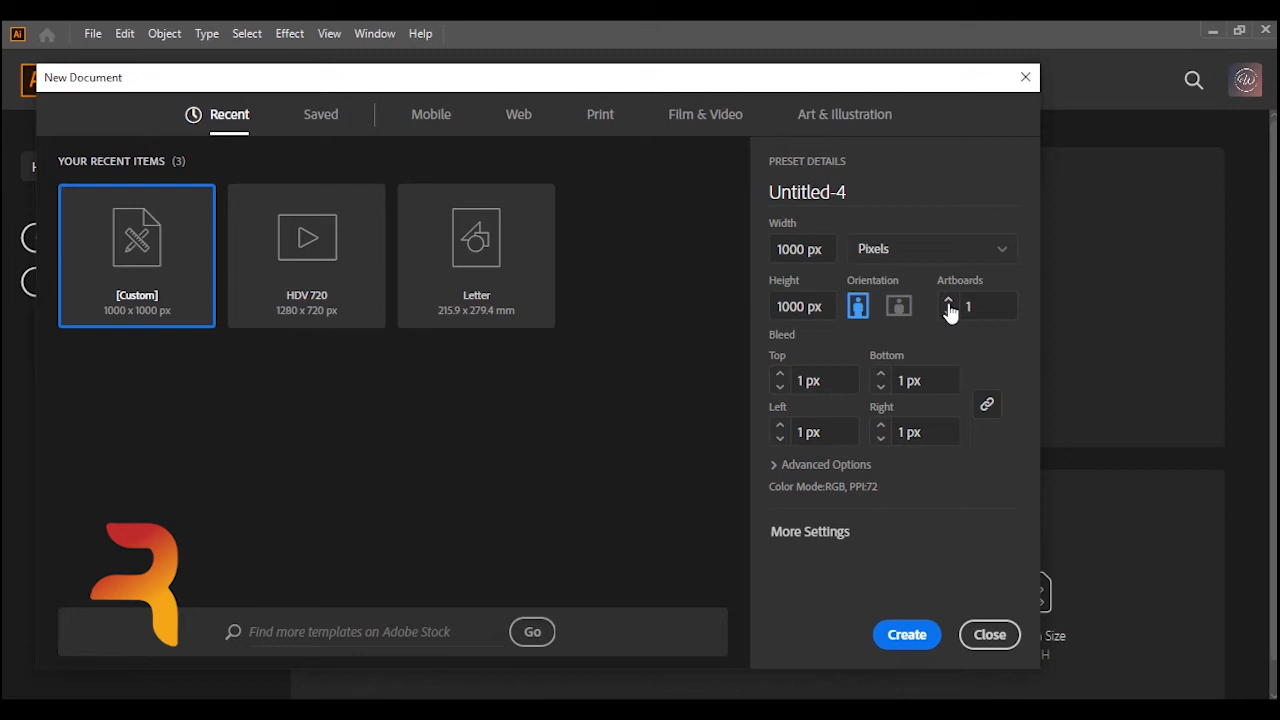 Ai File Edit Object Type Select Effect View Window Help
New Document
Recent Saved Mobile Web Print Film & Video Art & Illustration
YOUR RECENT ITEMS (3)
[Custom]
1000 x 1000 px
HDV 720
1280 x 720 px
Letter
215.9 x 279.4 mm
Find more templates on Adobe Stock Go
PRESET DETAILS
Untitled-4
Width
1000 px Pixels
Height Orientation Artboards
1000 px 1
Bleed
Top Bottom
1 px 1 px
Left Right
1 px 1 px
Advanced Options
Color Mode:RGB, PPI:72
More Settings
Create Close
Size
H